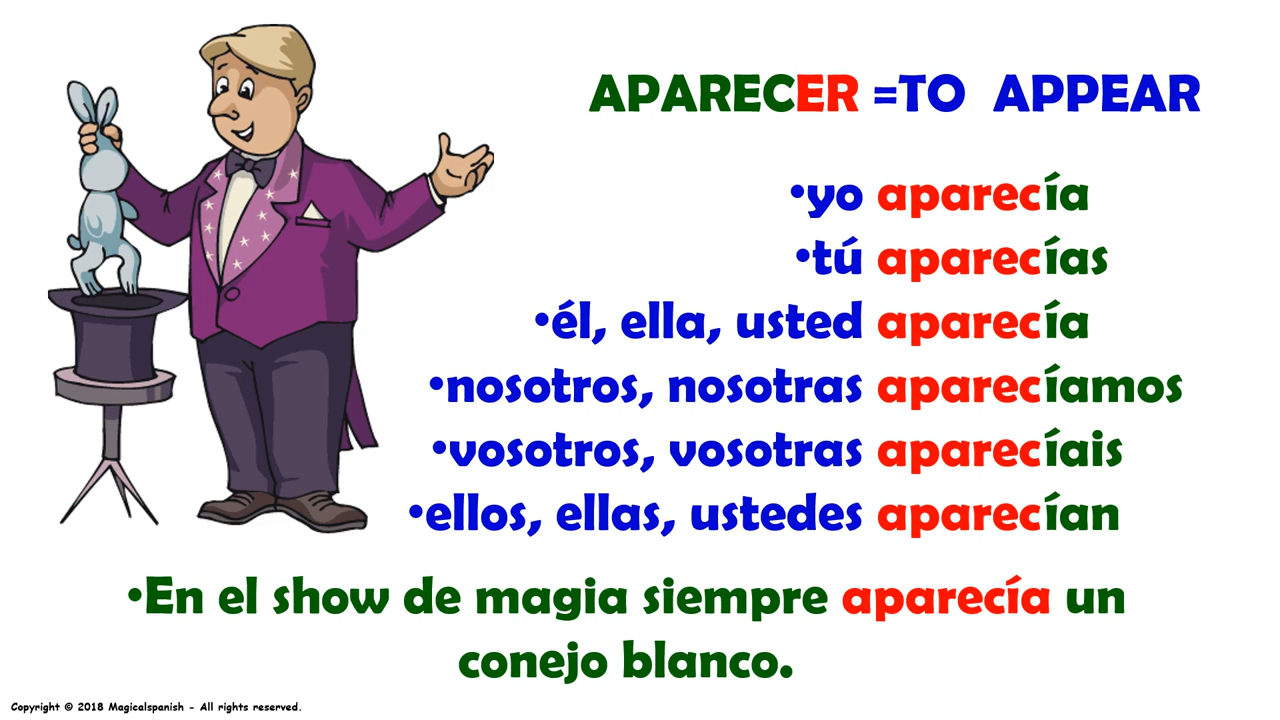 APARECER =TO APPEAR
•yo aparecía
•tú aparecías
•él, ella, usted aparecía
•nosotros, nosotras aparecíamos
•vosotros, vosotras aparecíais
•ellos, ellas, ustedes aparecían
•En el show de magia siempre aparecía un
conejo blanco.
Copyright © 2018 Magicalspanish - All rights reserved.